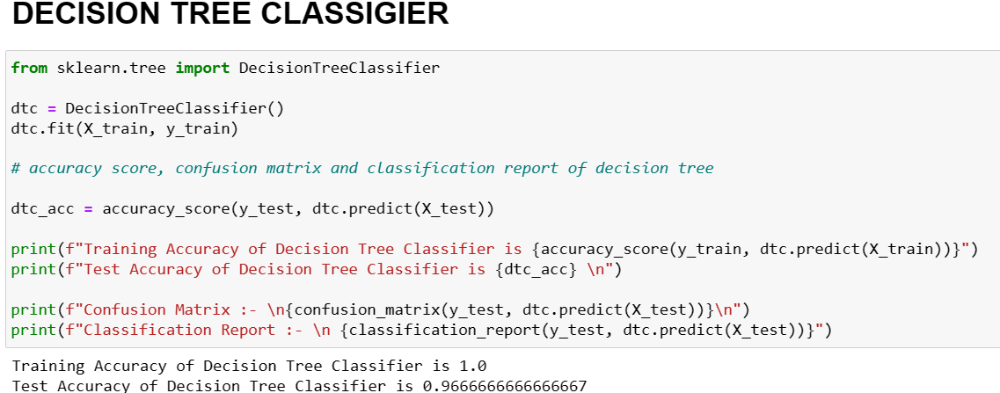 DECISION TREE CLASSIGIER
from sklearn.tree import DecisionTreeClassifier
dtc = DecisionTreeClassifier()
dtc.fit(X_train, y_train)
# accuracy score, confusion matrix and classification report of decision tree
dtc_acc = accuracy_score(y_test, dtc.predict(X_test))
print(f"Training Accuracy of Decision Tree Classifier is {accuracy_score(y_train, dtc.predict(X_train))}")
print(f"Test Accuracy of Decision Tree Classifier is {dtc_acc} \n")
print(f"Confusion Matrix :- \n{confusion_matrix(y_test, dtc.predict(X_test))}\n")
print(f"Classification Report :- \n {classification_report(y_test, dtc.predict(X_test))}")
Training Accuracy of Decision Tree Classifier is 1.0
Test Accuracy of Decision Tree Classifier is 0.9666666666666667